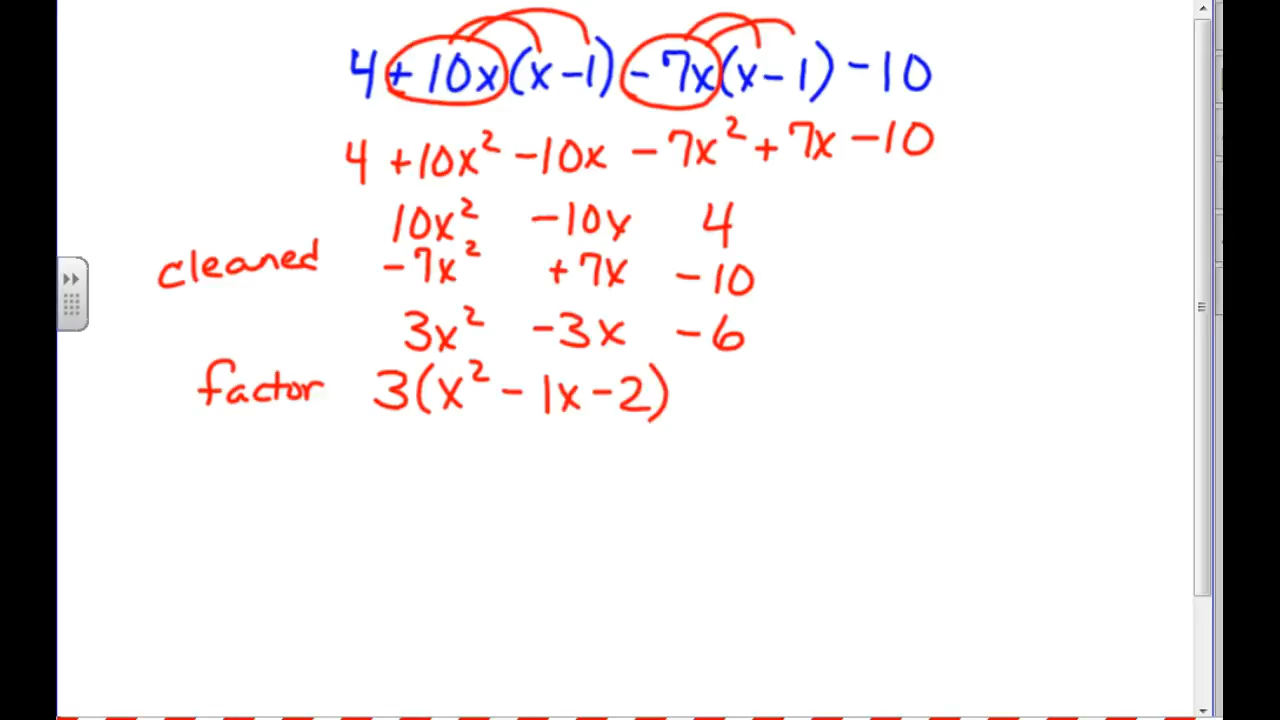 4 + 10x(x - 1) - 7x(x - 1) - 10
4 + 10x² - 10x - 7x² + 7x - 10
10x² - 10x 4
cleaned - 7x² + 7x - 10
3x² - 3x - 6
factor 3(x² - 1x - 2)